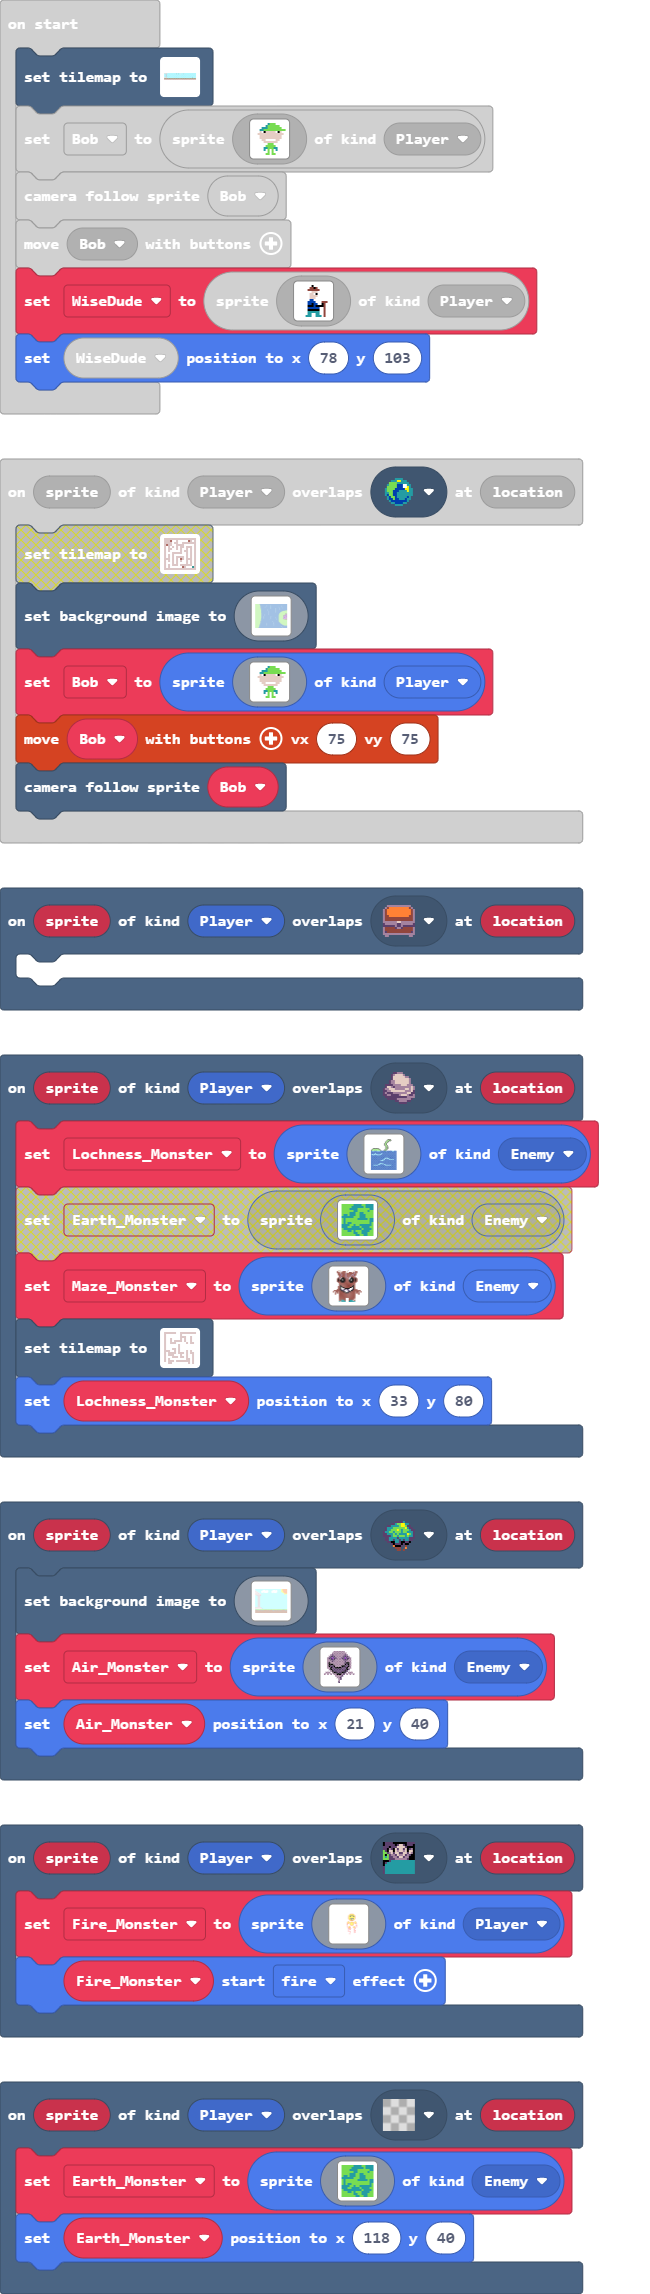 on start
set tilemap to
set Bob to sprite of kind Player
camera follow sprite Bob
move Bob with buttons
set WiseDude to sprite of kind Player
set WiseDude position to x 78 y 103
on sprite of kind Player overlaps at location
set tilemap to
set background image to
set Bob to sprite of kind Player
move Bob with buttons vx 75 vy 75
camera follow sprite Bob
on sprite of kind Player overlaps at location
on sprite of kind Player overlaps at location
set Lochness_Monster to sprite of kind Enemy
set Earth_Monster to sprite of kind Enemy
set Maze_Monster to sprite of kind Enemy
set tilemap to
set Lochness_Monster position to x 33 y 80
on sprite of kind Player overlaps at location
set background image to
set Air_Monster to sprite of kind Enemy
set Air_Monster position to x 21 y 40
on sprite of kind Player overlaps at location
set Fire_Monster to sprite of kind Player
Fire_Monster start fire effect
on sprite of kind Player overlaps at location
set Earth_Monster to sprite of kind Enemy
set Earth_Monster position to x 118 y 40